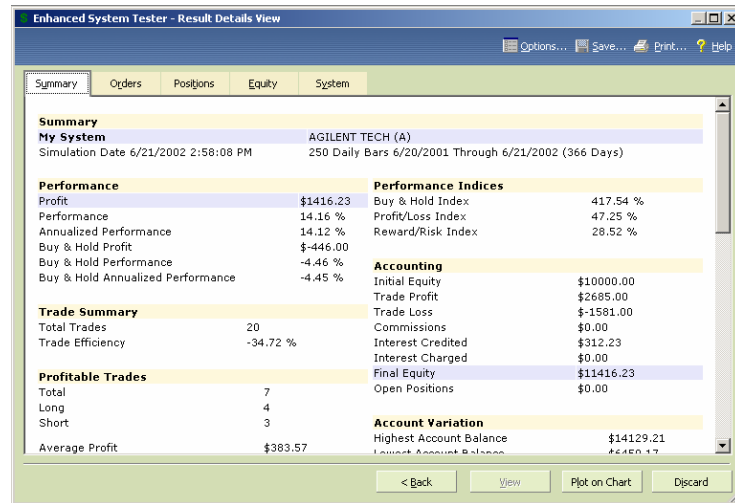 Enhanced System Tester - Result Details View
Options... Save... Print... ? Help
Summary Orders Positions Equity System
Summary
My System AGILENT TECH (A)
Simulation Date 6/21/2002 2:58:08 PM 250 Daily Bars 6/20/2001 Through 6/21/2002 (366 Days)
Performance
Profit $1416.23
Performance 14.16 %
Annualized Performance 14.12 %
Buy & Hold Profit $-446.00
Buy & Hold Performance -4.46 %
Buy & Hold Annualized Performance -4.45 %
Trade Summary
Total Trades 20
Trade Efficiency -34.72 %
Profitable Trades
Total 7
Long 4
Short 3
Average Profit $383.57
Performance Indices
Buy & Hold Index 417.54 %
Profit/Loss Index 47.25 %
Reward/Risk Index 28.52 %
Accounting
Initial Equity $10000.00
Trade Profit $2685.00
Trade Loss $-1581.00
Commissions $0.00
Interest Credited $312.23
Interest Charged $0.00
Final Equity $11416.23
Open Positions $0.00
Account Variation
Highest Account Balance $14129.21
Lowest Account Balance
< Back View Plot on Chart Discard